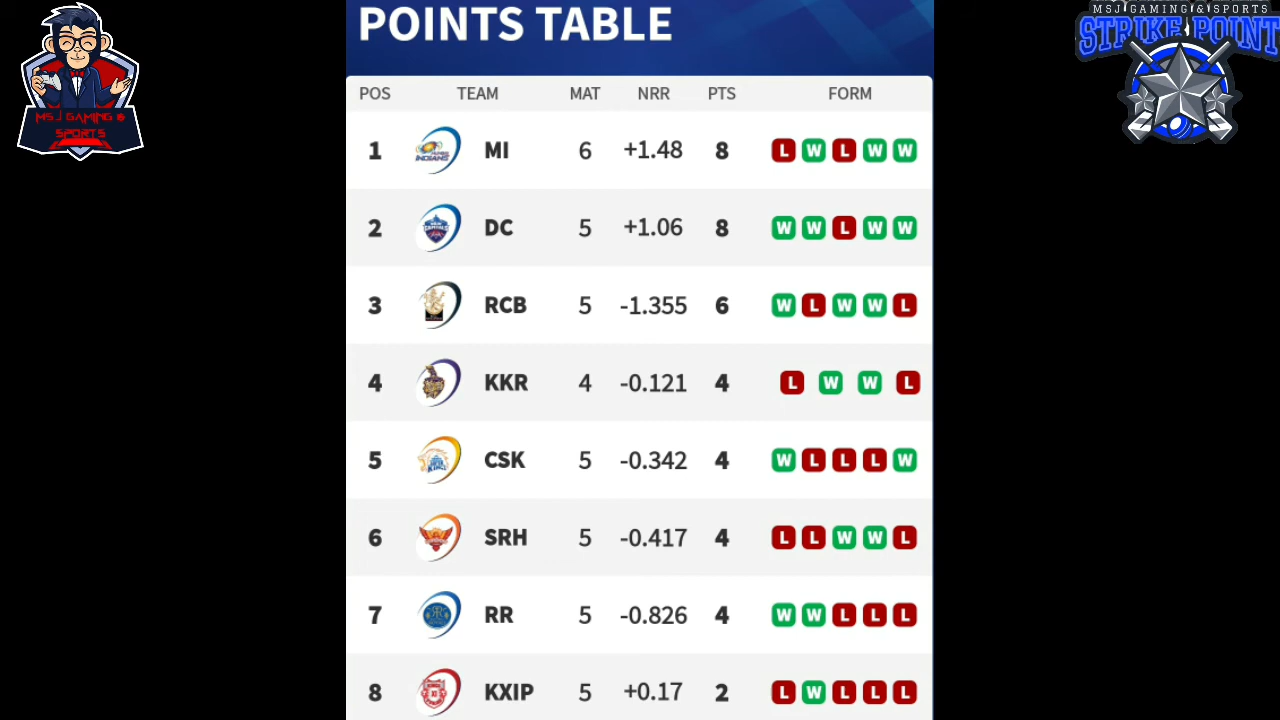 POINTS TABLE
MSJ GAMING & SPORTS
STRIKE POINT
MSJ GAMING &
SPORTS
POS TEAM MAT NRR PTS FORM
1 MI 6 +1.48 8 L W L W W
2 DC 5 +1.06 8 W W L W W
3 RCB 5 -1.355 6 W L W W L
4 KKR 4 -0.121 4 L W W L
5 CSK 5 -0.342 4 W L L L W
6 SRH 5 -0.417 4 L L W W L
7 RR 5 -0.826 4 W W L L L
8 KXIP 5 +0.17 2 L W L L L